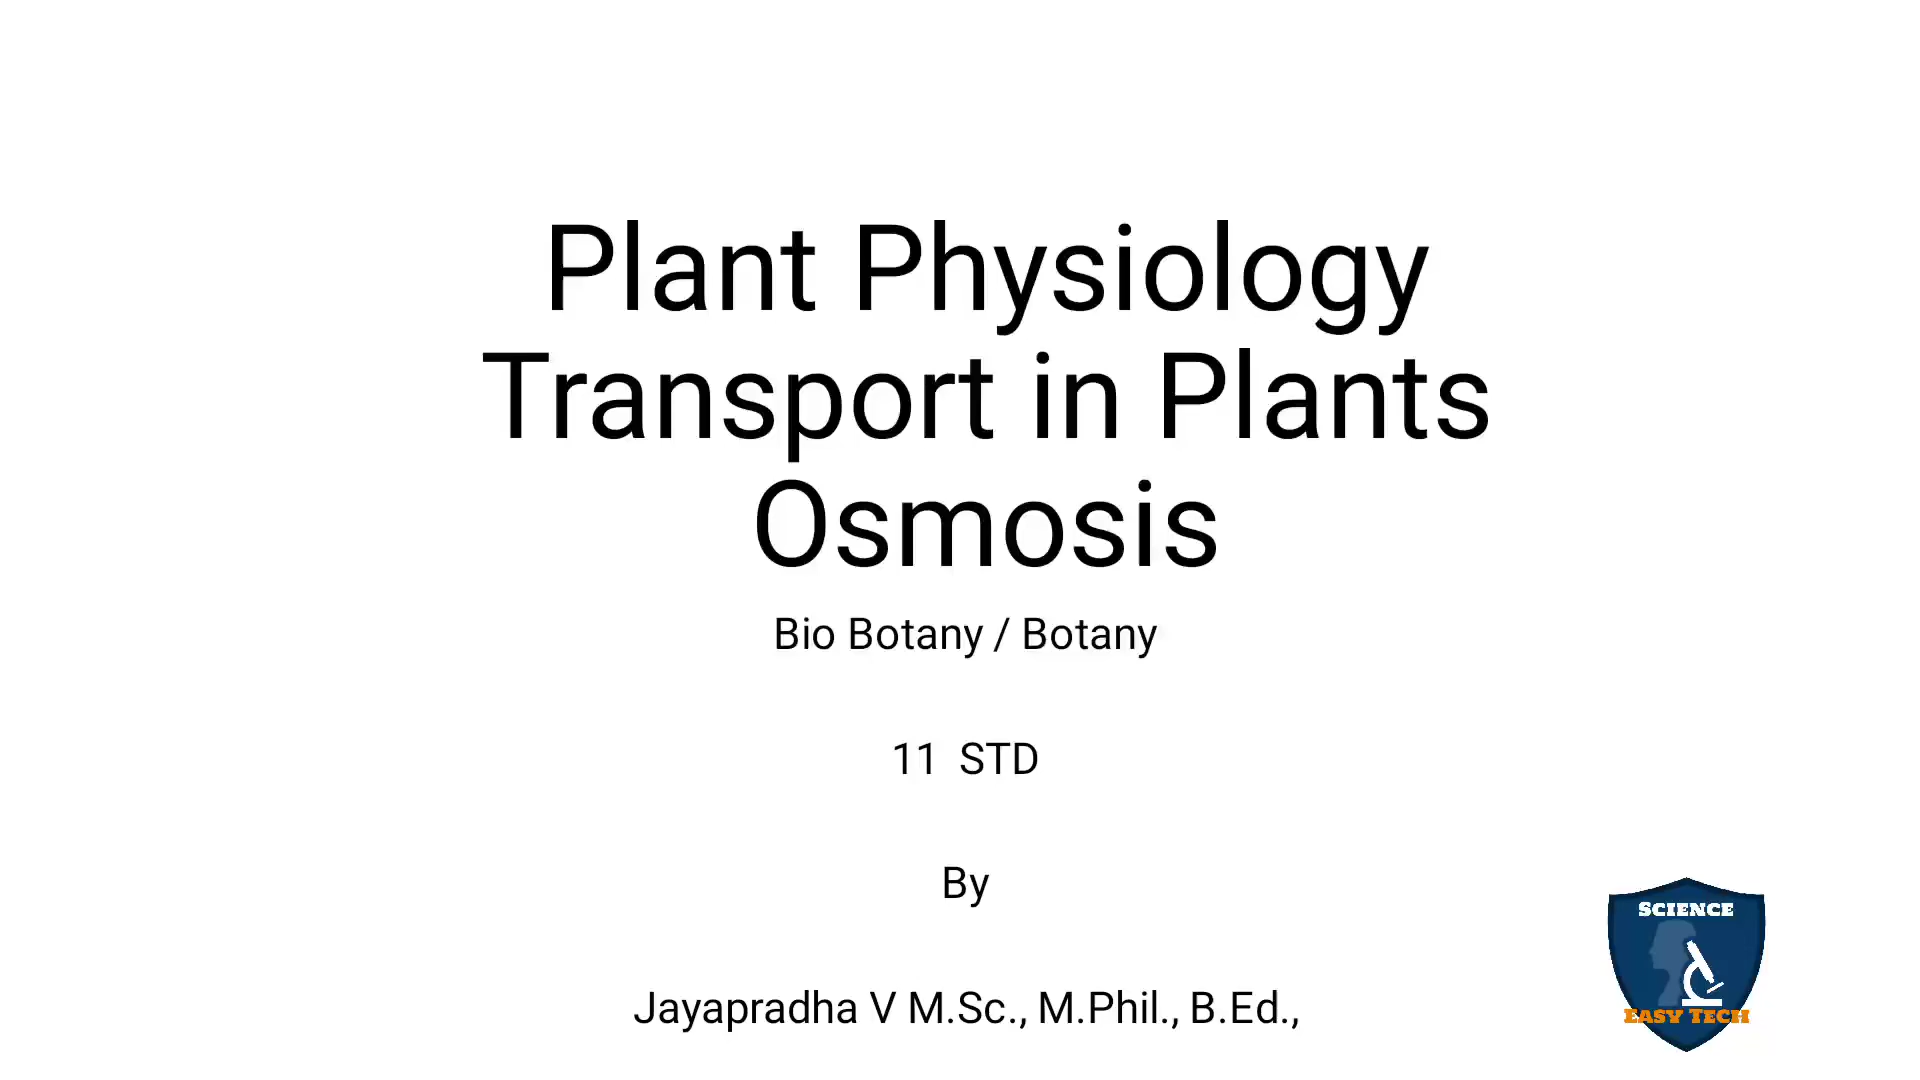 Plant Physiology
Transport in Plants
Osmosis
Bio Botany / Botany
11 STD
By
Jayapradha V M.Sc., M.Phil., B.Ed.,
SCIENCE
EASY TECH